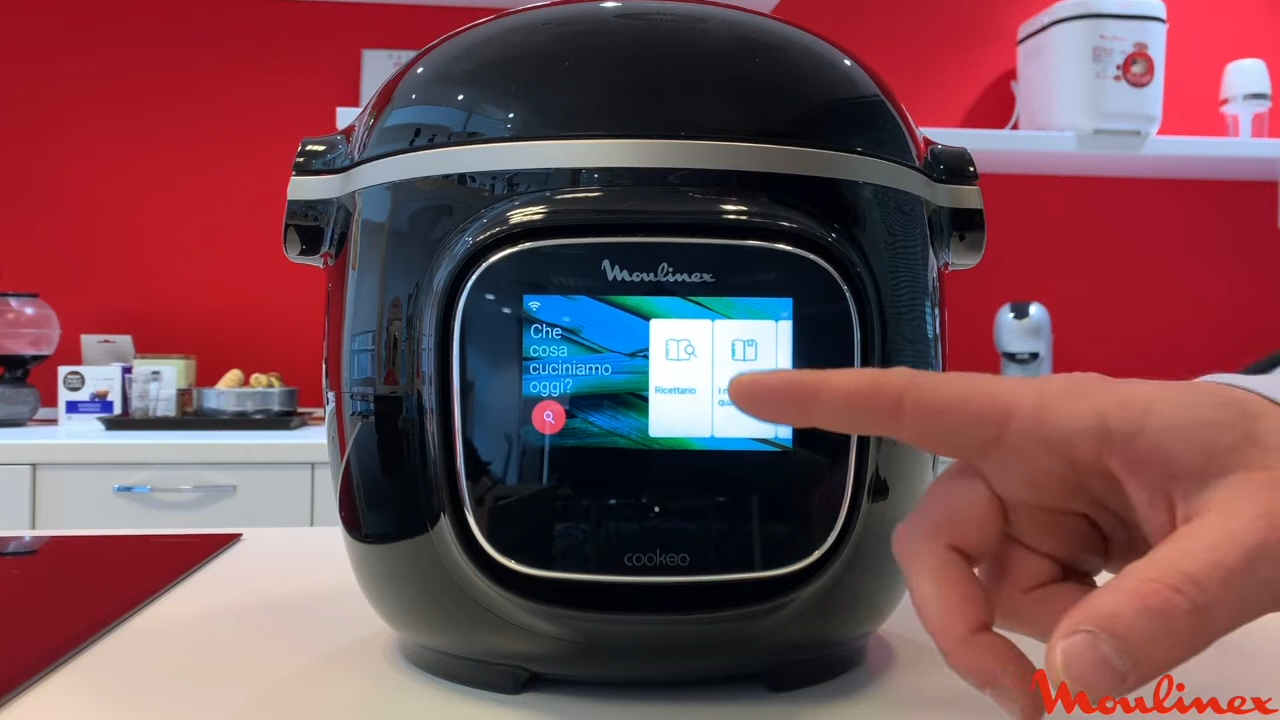 Moulinex
Che
cosa
cuciniamo
oggi?
Ricettario
cookeo
Moulinex